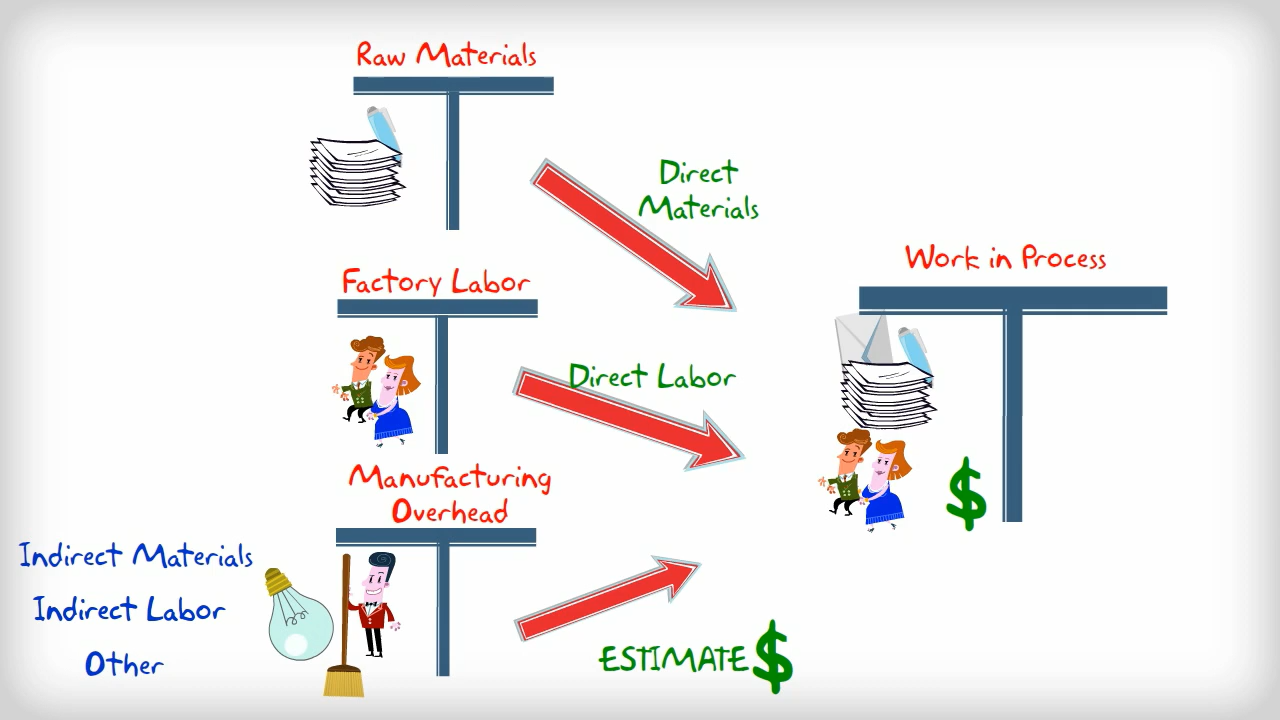 Raw Materials
Direct
Materials
Work in Process
Factory Labor
Direct Labor
$
Manufacturing
Overhead
Indirect Materials
Indirect Labor
Other
ESTIMATE $